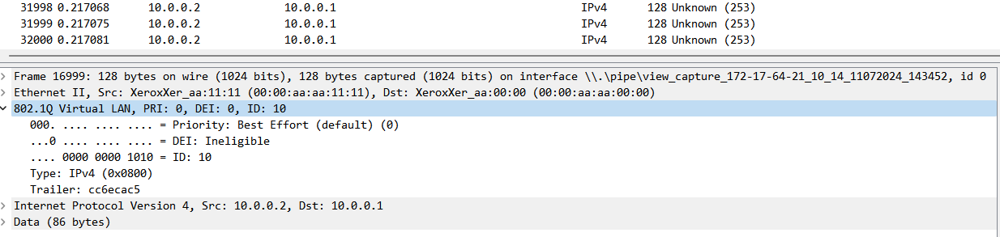 31998 0.217068 10.0.0.2 10.0.0.1 IPv4 128 Unknown (253)
31999 0.217075 10.0.0.2 10.0.0.1 IPv4 128 Unknown (253)
32000 0.217081 10.0.0.2 10.0.0.1 IPv4 128 Unknown (253)
Frame 16999: 128 bytes on wire (1024 bits), 128 bytes captured (1024 bits) on interface \\.\pipe\view_capture_172-17-64-21_10_14_11072024_143452, id 0
Ethernet II, Src: XeroxXer_aa:11:11 (00:00:aa:aa:11:11), Dst: XeroxXer_aa:00:00 (00:00:aa:aa:00:00)
802.1Q Virtual LAN, PRI: 0, DEI: 0, ID: 10
000. .... .... .... = Priority: Best Effort (default) (0)
...0 .... .... .... = DEI: Ineligible
.... 0000 0000 1010 = ID: 10
Type: IPv4 (0x0800)
Trailer: cc6ecac5
Internet Protocol Version 4, Src: 10.0.0.2, Dst: 10.0.0.1
Data (86 bytes)